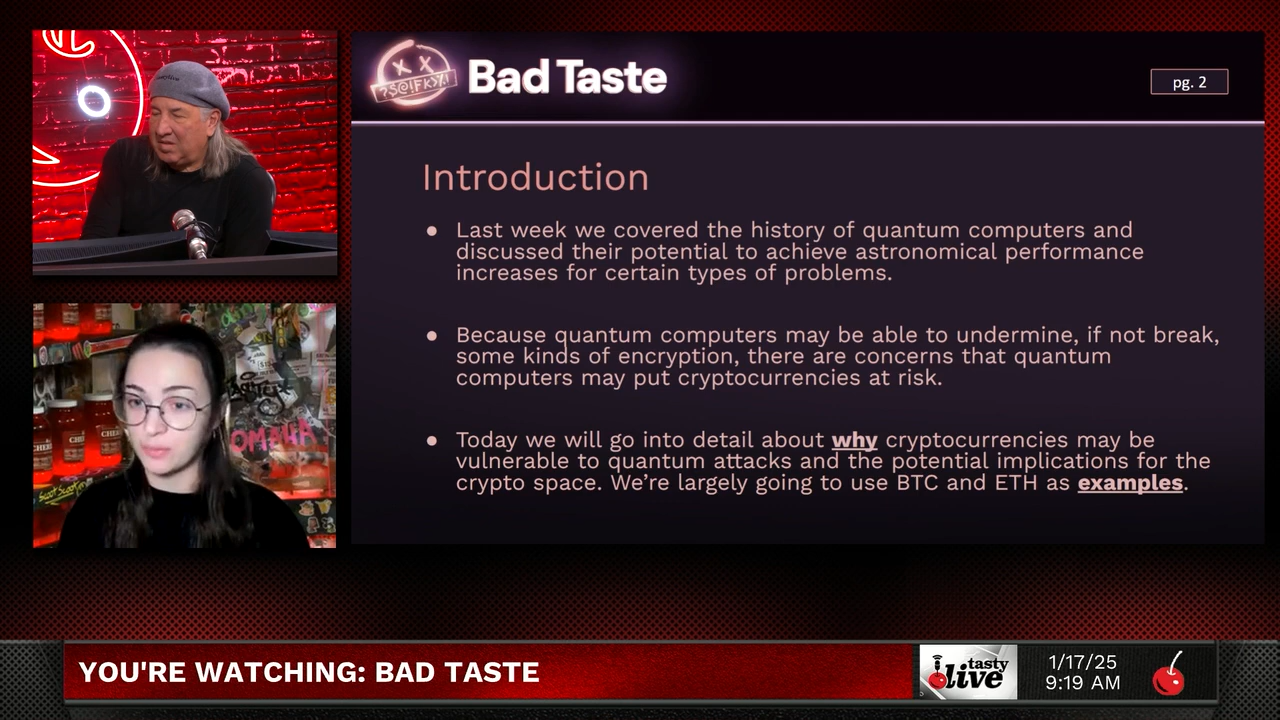 Bad Taste
pg. 2
Introduction
● Last week we covered the history of quantum computers and
discussed their potential to achieve astronomical performance
increases for certain types of problems.
● Because quantum computers may be able to undermine, if not break,
some kinds of encryption, there are concerns that quantum
computers may put cryptocurrencies at risk.
● Today we will go into detail about why cryptocurrencies may be
vulnerable to quantum attacks and the potential implications for the
crypto space. We’re largely going to use BTC and ETH as examples.
OMAHA
YOU'RE WATCHING: BAD TASTE
tasty
live
1/17/25
9:19 AM